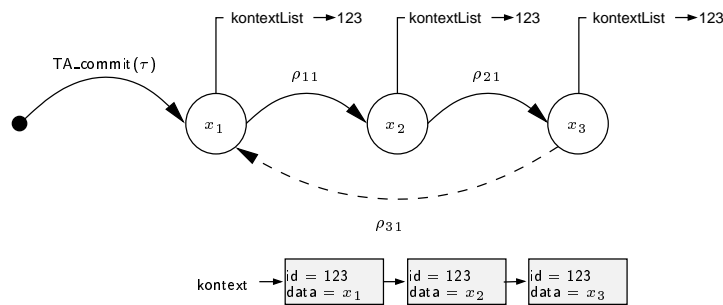 kontextList 123 kontextList 123 kontextList 123
TA_commit(τ) ρ11 ρ21
x1 x2 x3
ρ31
kontext
id = 123
data = x1
id = 123
data = x2
id = 123
data = x3